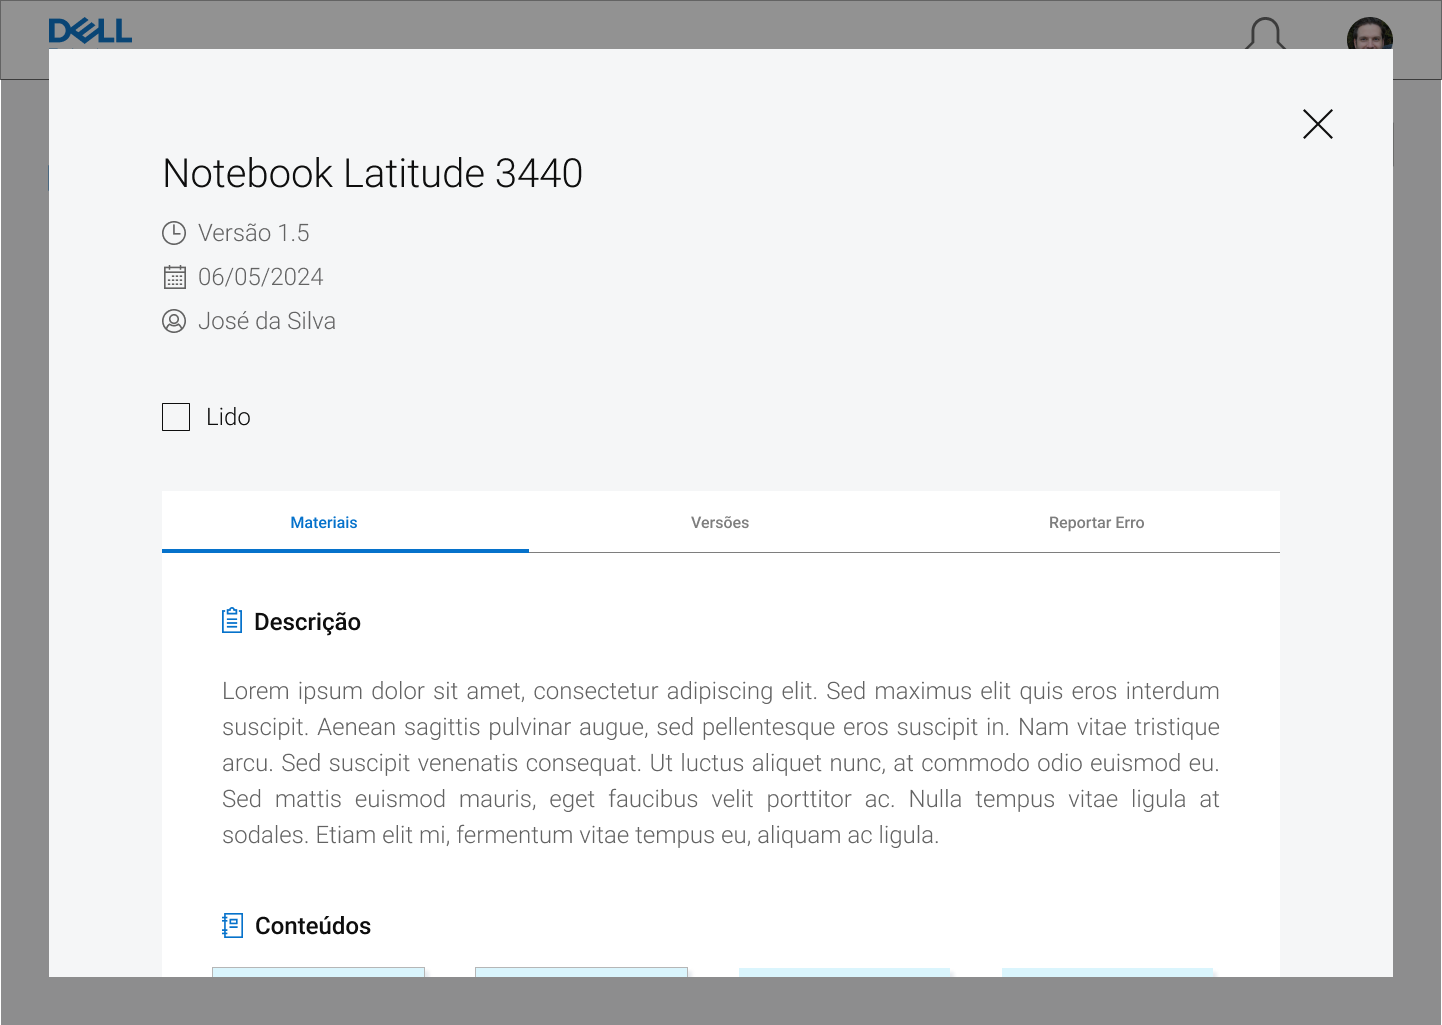 DELL
Notebook Latitude 3440
Versão 1.5
06/05/2024
José da Silva
Lido
Materiais Versões Reportar Erro
Descrição
Lorem ipsum dolor sit amet, consectetur adipiscing elit. Sed maximus elit quis eros interdum
suscipit. Aenean sagittis pulvinar augue, sed pellentesque eros suscipit in. Nam vitae tristique
arcu. Sed suscipit venenatis consequat. Ut luctus aliquet nunc, at commodo odio euismod eu.
Sed mattis euismod mauris, eget faucibus velit porttitor ac. Nulla tempus vitae ligula at
sodales. Etiam elit mi, fermentum vitae tempus eu, aliquam ac ligula.
Conteúdos